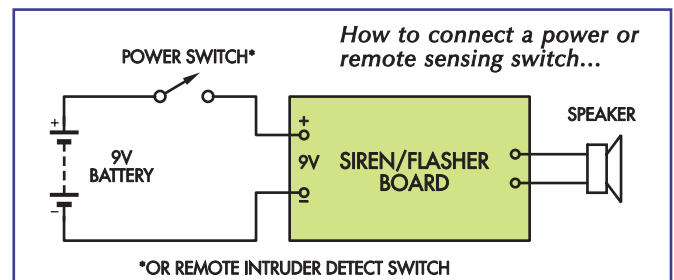 How to connect a power or
remote sensing switch...
POWER SWITCH*
SPEAKER
+
+
9V
BATTERY
9V
SIREN/FLASHER
BOARD
–
–
*OR REMOTE INTRUDER DETECT SWITCH